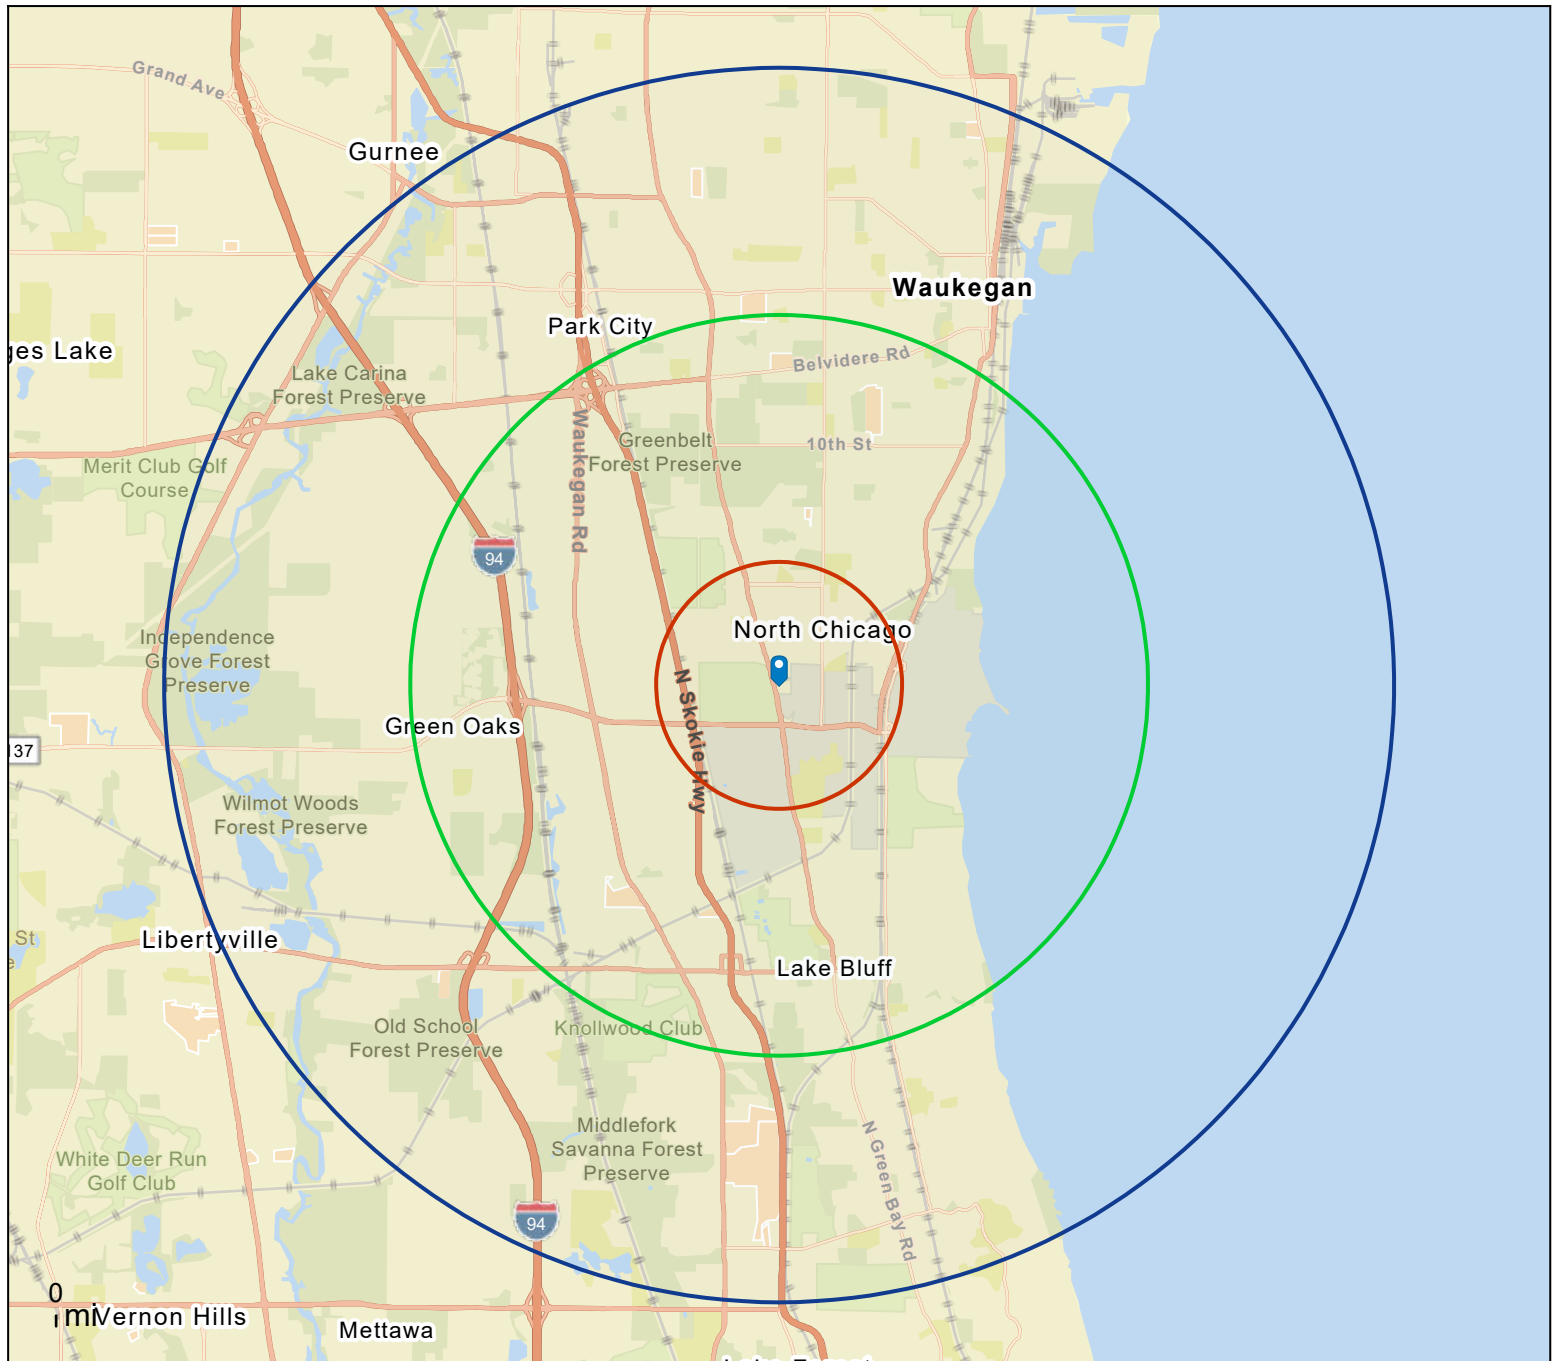 Grand Ave
Gurnee
Waukegan
Park City
ges Lake
Belvidere Rd
Lake Carina
Forest Preserve
Waukegan Rd
Greenbelt
Forest Preserve
10th St
Merit Club Golf
Course
94
North Chicago
Independence
Grove Forest
Preserve
N Skokie Hwy
Green Oaks
137
Wilmot Woods
Forest Preserve
St
Libertyville
Lake Bluff
Old School
Forest Preserve
Knollwood Club
Middlefork
Savanna Forest
Preserve
N Green Bay Rd
White Deer Run
Golf Club
94
0
mi
Vernon Hills
Mettawa